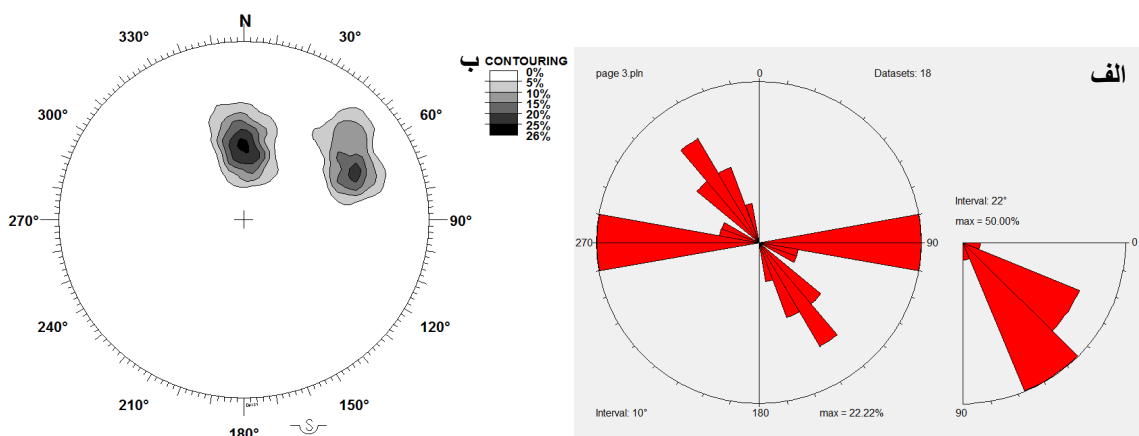 N
330°
30°
300°
60°
270°
90°
240°
120°
210°
150°
180°
S
ب
CONTOURING
0%
5%
10%
15%
20%
25%
26%
الف
page 3.pln
Datasets: 18
0
270
90
180
Interval: 10°
max = 22.22%
Interval: 22°
max = 50.00%
0
90